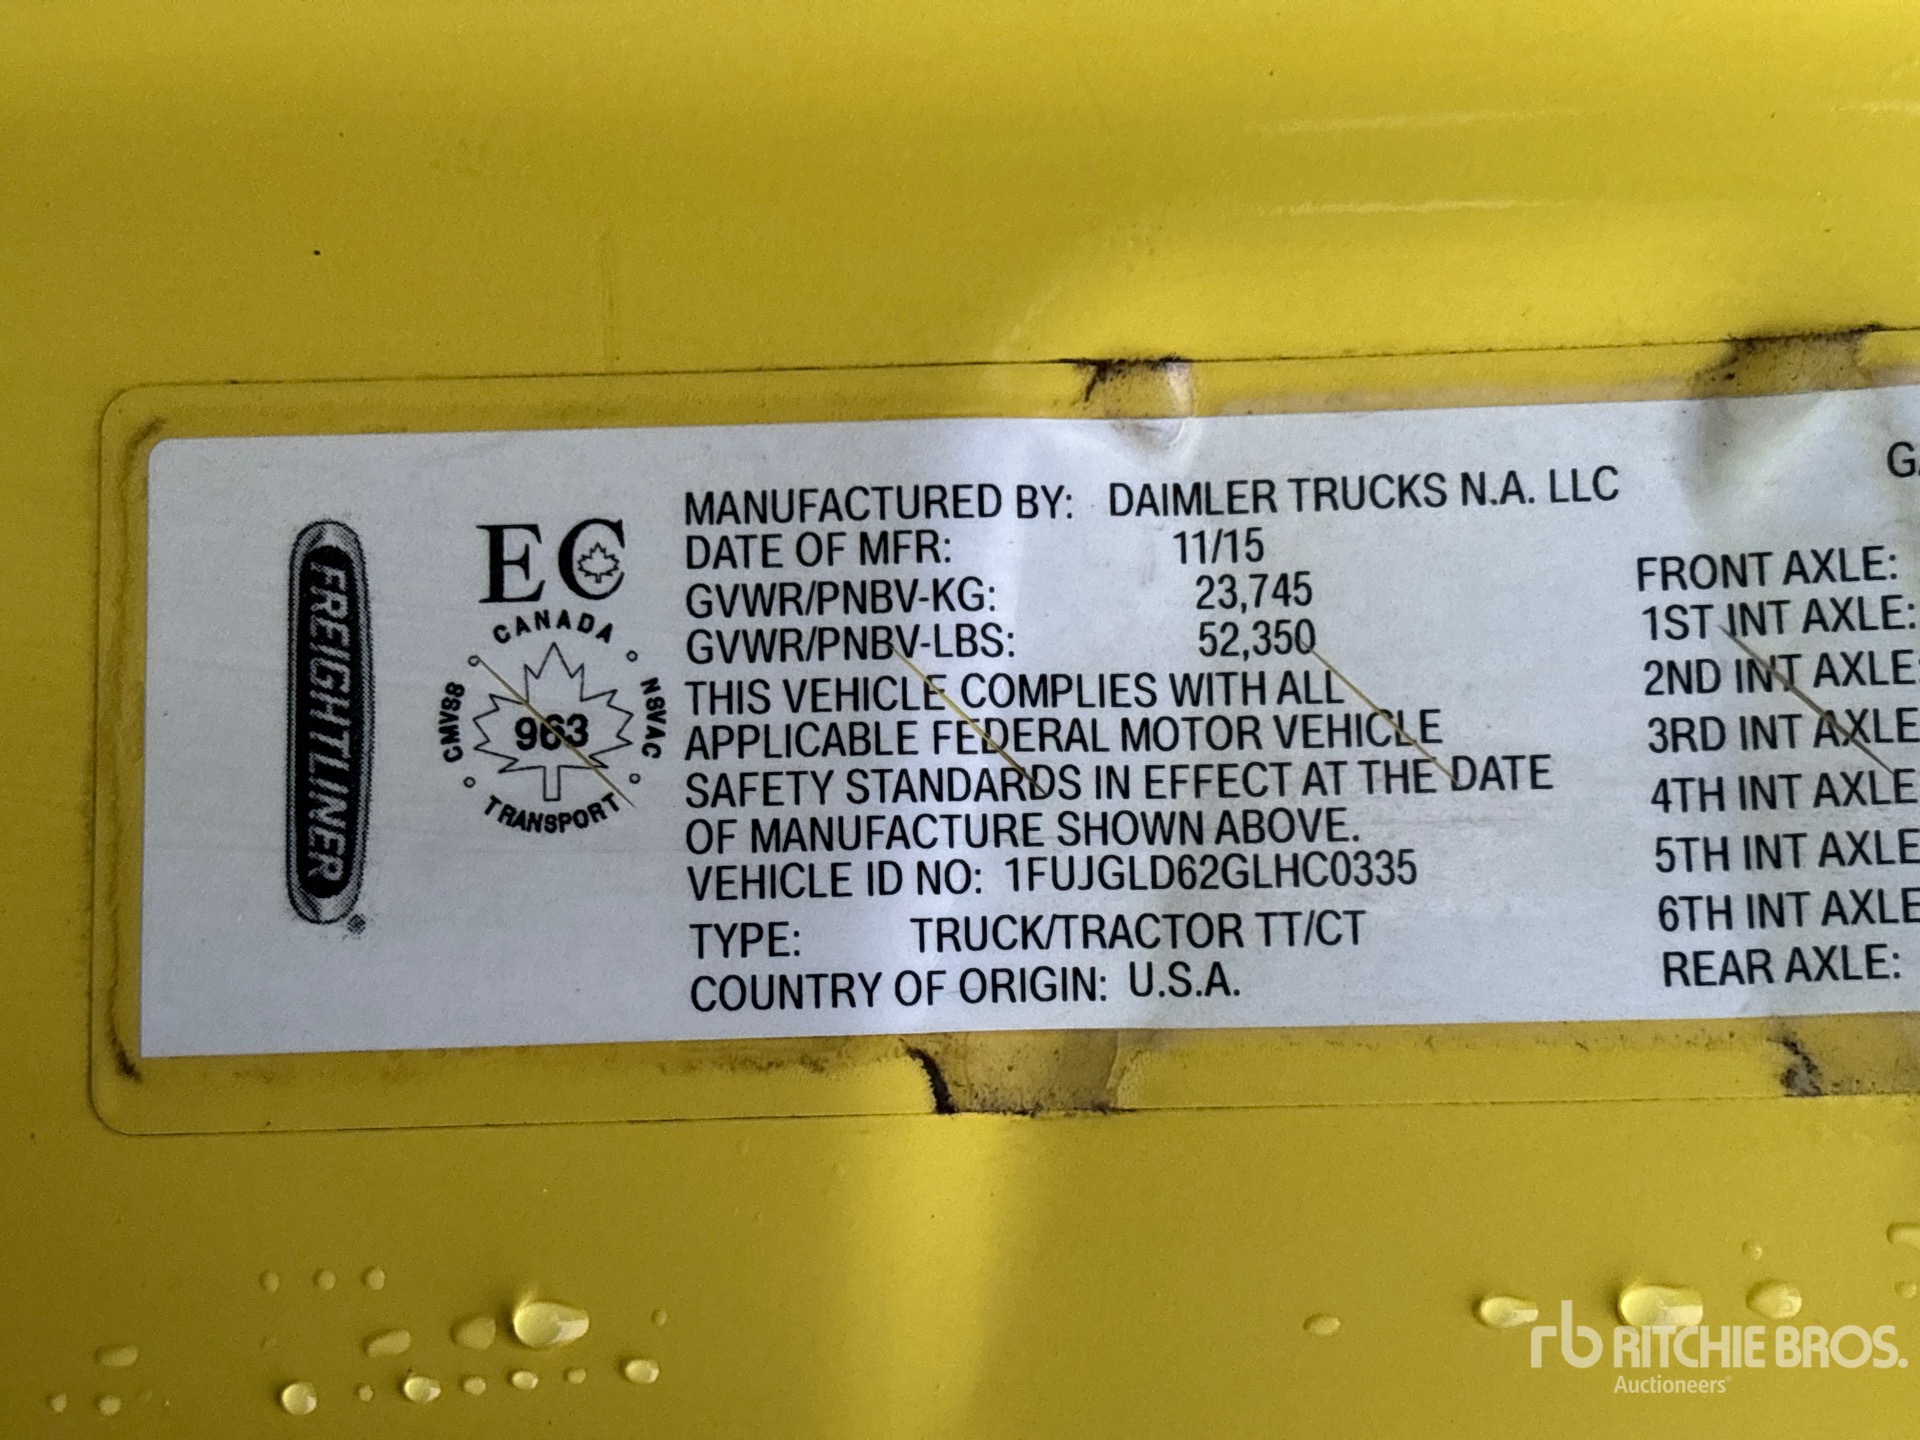 FREIGHTLINER®
EC
CANADA
CMVSS
963
NSVAC
TRANSPORT
MANUFACTURED BY: DAIMLER TRUCKS N.A. LLC
DATE OF MFR: 11/15
GVWR/PNBV-KG: 23,745
GVWR/PNBV-LBS: 52,350
THIS VEHICLE COMPLIES WITH ALL
APPLICABLE FEDERAL MOTOR VEHICLE
SAFETY STANDARDS IN EFFECT AT THE DATE
OF MANUFACTURE SHOWN ABOVE.
VEHICLE ID NO: 1FUJGLD62GLHC0335
TYPE: TRUCK/TRACTOR TT/CT
COUNTRY OF ORIGIN: U.S.A.
FRONT AXLE:
1ST INT AXLE:
2ND INT AXLE:
3RD INT AXLE
4TH INT AXLE
5TH INT AXLE
6TH INT AXLE
REAR AXLE:
rb RITCHIE BROS.
Auctioneers